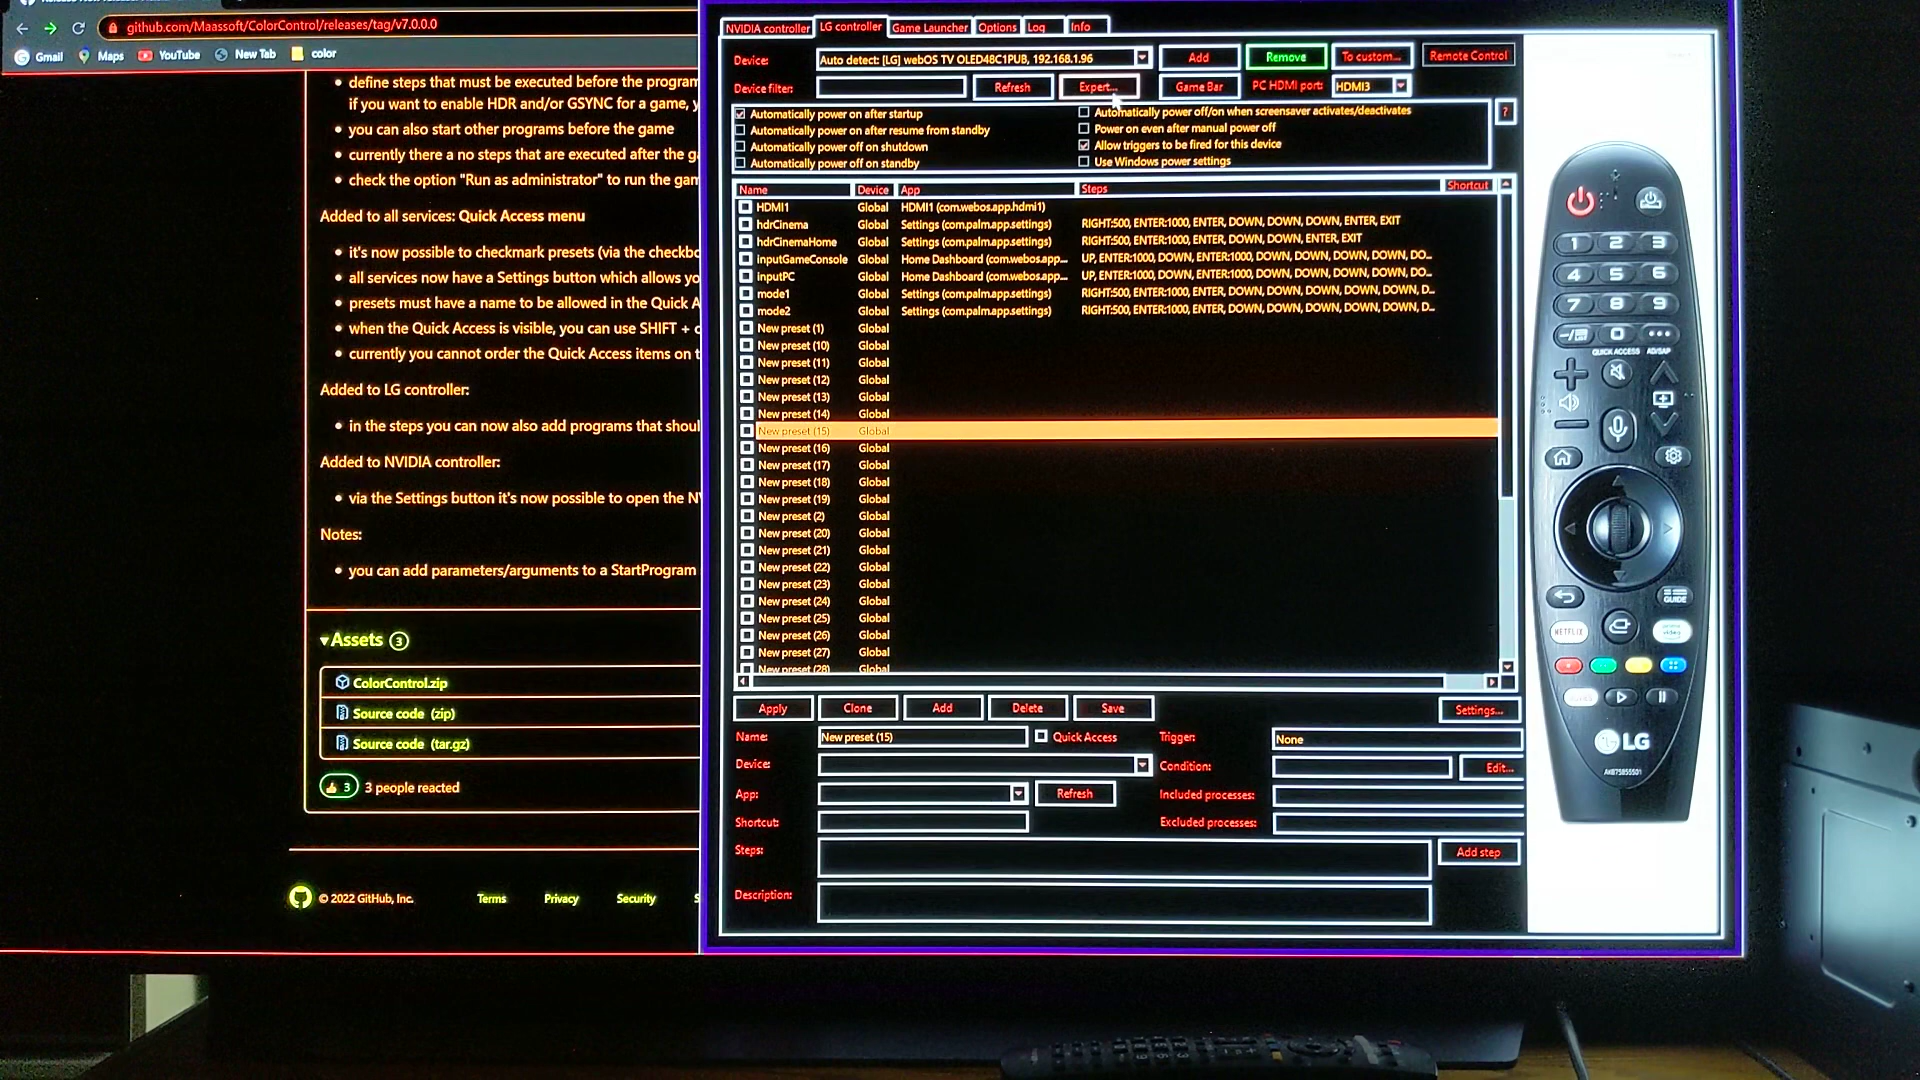 github.com/Maassoft/ColorControl/releases/tag/v7.0.0.0
Gmail
Maps
YouTube
New Tab
color
define steps that must be executed before the program
if you want to enable HDR and/or GSYNC for a game, y
you can also start other programs before the game
currently there a no steps that are executed after the ga
check the option "Run as administrator" to run the gam
Added to all services: Quick Access menu
it's now possible to checkmark presets (via the checkbo
all services now have a Settings button which allows yo
presets must have a name to be allowed in the Quick A
when the Quick Access is visible, you can use SHIFT + c
currently you cannot order the Quick Access items on t
Added to LG controller:
in the steps you can now also add programs that shoul
Added to NVIDIA controller:
via the Settings button it's now possible to open the NV
Notes:
you can add parameters/arguments to a StartProgram
Assets 3
ColorControl.zip
Source code (zip)
Source code (tar.gz)
3
3 people reacted
© 2022 GitHub, Inc.
Terms
Privacy
Security
S
NVIDIA controller
LG controller
Game Launcher
Options
Log
Info
Device:
Auto detect: [LG] webOS TV OLED48C1PUB, 192.168.1.96
Add
Remove
To custom...
Remote Control
Device filter:
Refresh
Expert...
Game Bar
PC HDMI port:
HDMI3
Automatically power on after startup
Automatically power on after resume from standby
Automatically power off on shutdown
Automatically power off on standby
Automatically power off/on when screensaver activates/deactivates
Power on even after manual power off
Allow triggers to be fired for this device
Use Windows power settings
?
Name Device App Steps Shortcut
HDMI1 Global HDMI1 (com.webos.app.hdmi1)
hdrCinema Global Settings (com.palm.app.settings) RIGHT:500, ENTER:1000, ENTER, DOWN, DOWN, DOWN, ENTER, EXIT
hdrCinemaHome Global Settings (com.palm.app.settings) RIGHT:500, ENTER:1000, ENTER, DOWN, DOWN, ENTER, EXIT
inputGameConsole Global Home Dashboard (com.webos.app... UP, ENTER:1000, DOWN, ENTER:1000, DOWN, DOWN, DOWN, DOWN, DO...
inputPC Global Home Dashboard (com.webos.app... UP, ENTER:1000, DOWN, ENTER:1000, DOWN, DOWN, DOWN, DOWN, DO...
mode1 Global Settings (com.palm.app.settings) RIGHT:500, ENTER:1000, ENTER, DOWN, DOWN, DOWN, DOWN, DOWN, D...
mode2 Global Settings (com.palm.app.settings) RIGHT:500, ENTER:1000, ENTER, DOWN, DOWN, DOWN, DOWN, DOWN, D...
New preset (1) Global
New preset (10) Global
New preset (11) Global
New preset (12) Global
New preset (13) Global
New preset (14) Global
New preset (15) Global
New preset (16) Global
New preset (17) Global
New preset (18) Global
New preset (19) Global
New preset (2) Global
New preset (20) Global
New preset (21) Global
New preset (22) Global
New preset (23) Global
New preset (24) Global
New preset (25) Global
New preset (26) Global
New preset (27) Global
New preset (28) Global
Apply
Clone
Add
Delete
Save
Settings...
Name:
New preset (15)
Quick Access
Trigger:
None
Device:
Condition:
Edit...
App:
Refresh
Included processes:
Shortcut:
Excluded processes:
Steps:
Add step
Description:
1 2 3
4 5 6
7 8 9
0
QUICK ACCESS
AD/SAP
GUIDE
NETFLIX
prime video
MOVIES
LG
AKB75855501